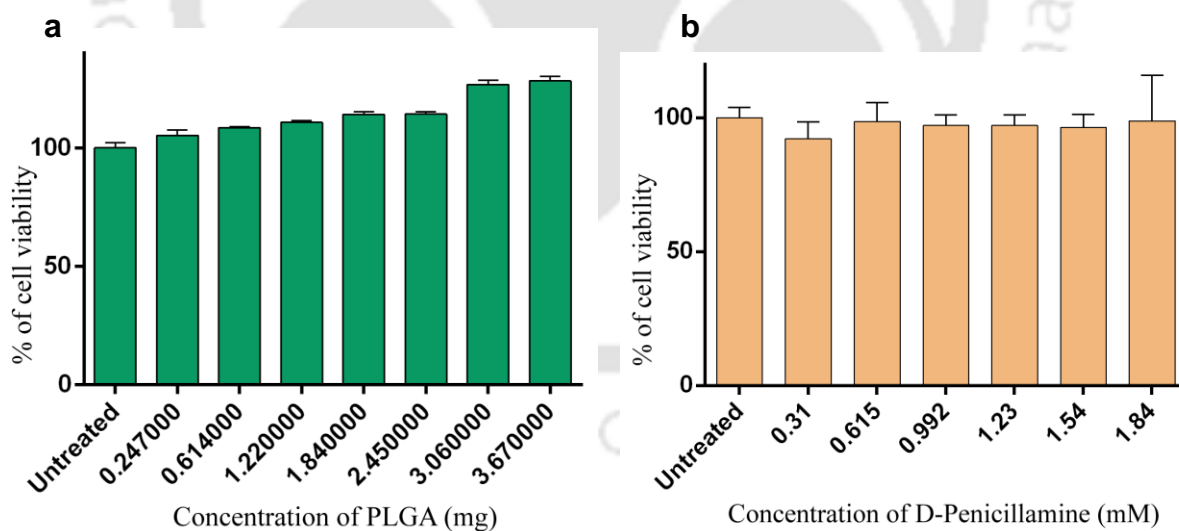 a
% of cell viability
100
50
0
Untreated
0.247000
0.614000
1.220000
1.840000
2.450000
3.060000
3.670000
Concentration of PLGA (mg)
b
% of cell viability
100
50
0
Untreated
0.31
0.615
0.992
1.23
1.54
1.84
Concentration of D-Penicillamine (mM)